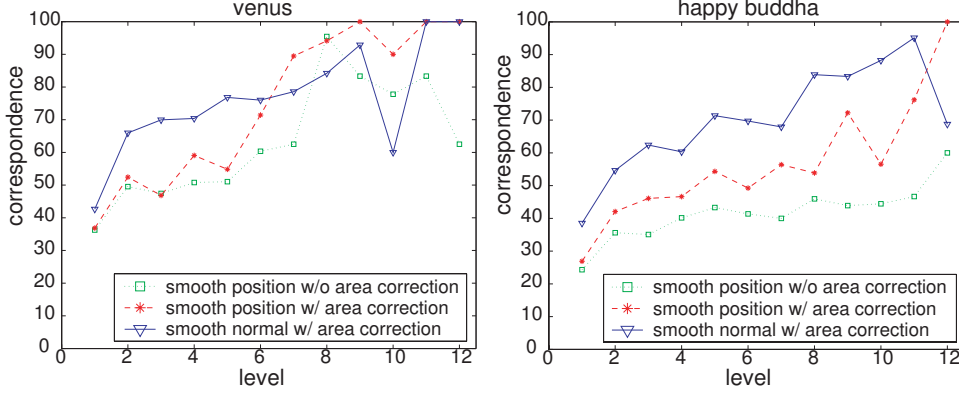 venus
100
90
80
70
60
50
40
30
20
10
0
correspondence
smooth position w/o area correction
smooth position w/ area correction
smooth normal w/ area correction
0 2 4 6 8 10 12
level
happy buddha
100
90
80
70
60
50
40
30
20
10
0
correspondence
smooth position w/o area correction
smooth position w/ area correction
smooth normal w/ area correction
0 2 4 6 8 10 12
level